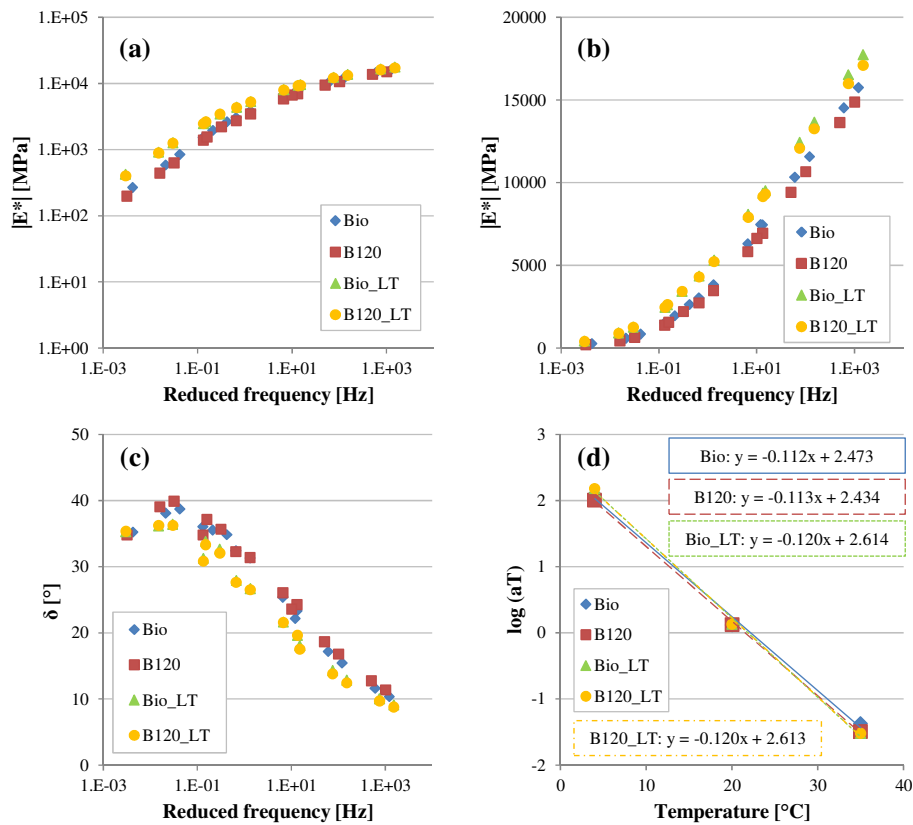 (a)
1.E+05
1.E+04
1.E+03
1.E+02
1.E+01
1.E+00
|E*| [MPa]
Bio
B120
Bio_LT
B120_LT
1.E-03 1.E-01 1.E+01 1.E+03
Reduced frequency [Hz]
(b)
20000
15000
10000
5000
0
|E*| [MPa]
Bio
B120
Bio_LT
B120_LT
1.E-03 1.E-01 1.E+01 1.E+03
Reduced frequency [Hz]
(c)
50
40
30
20
10
0
δ [°]
Bio
B120
Bio_LT
B120_LT
1.E-03 1.E-01 1.E+01 1.E+03
Reduced frequency [Hz]
(d)
3
2
1
0
-1
-2
log (aT)
Bio: y = -0.112x + 2.473
B120: y = -0.113x + 2.434
Bio_LT: y = -0.120x + 2.614
Bio
B120
Bio_LT
B120_LT
B120_LT: y = -0.120x + 2.613
0 10 20 30 40
Temperature [°C]